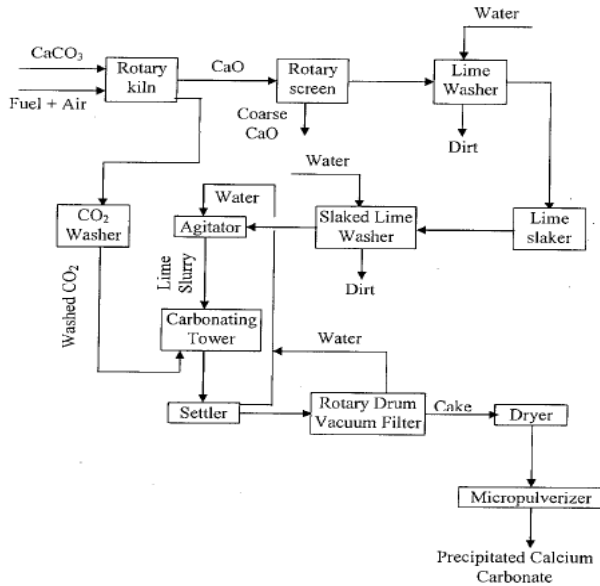 Water
CaCO₃
Rotary
kiln
CaO
Rotary
screen
Lime
Washer
Fuel + Air
Coarse
CaO
Dirt
Water
CO₂
Washer
Water
Agitator
Slaked Lime
Washer
Lime
slaker
Dirt
Washed CO₂
Lime
Slurry
Carbonating
Tower
Water
Settler
Rotary Drum
Vacuum Filter
Cake
Dryer
Micropulverizer
Precipitated Calcium
Carbonate